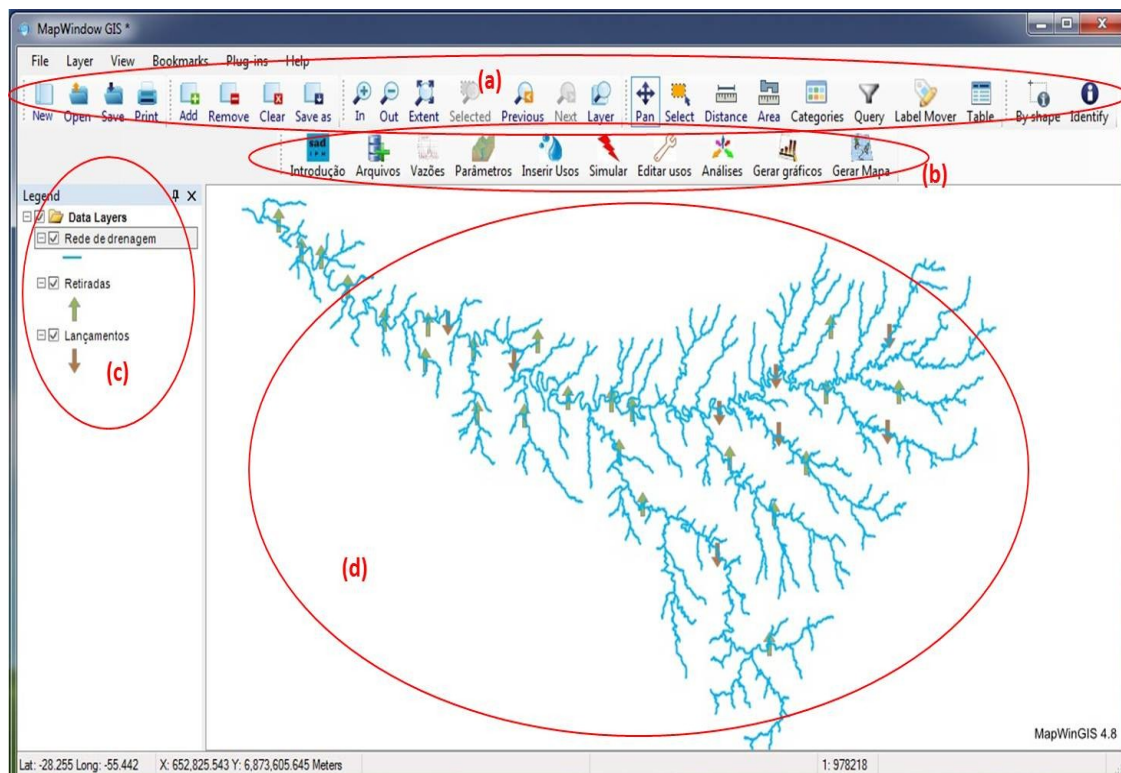 MapWindow GIS *
File Layer View Bookmarks Plug-ins Help
(a)
New Open Save Print Add Remove Clear Save as In Out Extent Selected Previous Next Layer Pan Select Distance Area Categories Query Label Mover Table By shape Identify
sad
IPH
Introdução Arquivos Vazões Parâmetros Inserir Usos Simular Editar usos Análises Gerar gráficos Gerar Mapa
(b)
Legend
Data Layers
Rede de drenagem
Retiradas
Lançamentos
(c)
(d)
MapWinGIS 4.8
Lat: -28.255 Long: -55.442 X: 652,825.543 Y: 6,873,605.645 Meters 1: 978218